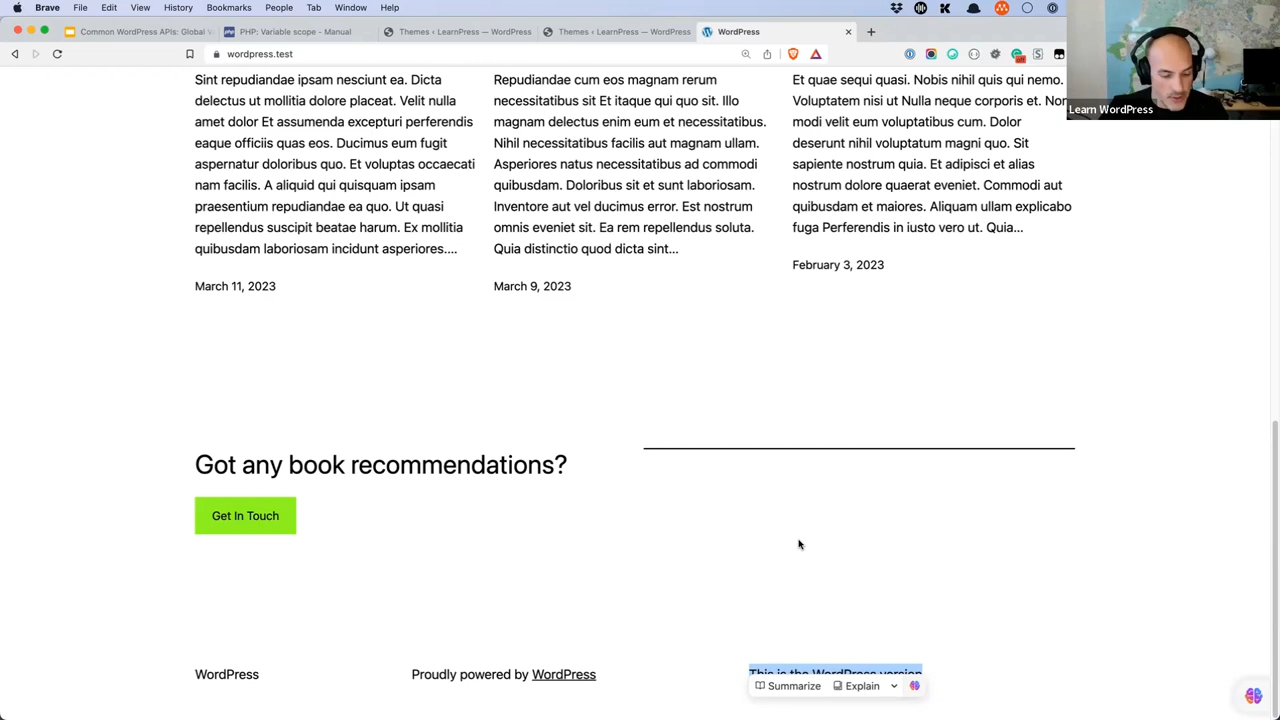 Brave File Edit View History Bookmarks People Tab Window Help
Common WordPress APIs: Global V
PHP: Variable scope - Manual
Themes ‹ LearnPress — WordPress
Themes ‹ LearnPress — WordPress
WordPress
wordpress.test
Learn WordPress
Sint repudiandae ipsam nesciunt ea. Dicta
delectus ut mollitia dolore placeat. Velit nulla
amet dolor Et assumenda excepturi perferendis
eaque officiis quas eos. Ducimus eum fugit
aspernatur doloribus quo. Et voluptas occaecati
nam facilis. A aliquid qui quisquam ipsam
praesentium repudiandae ea quo. Ut quasi
repellendus suscipit beatae harum. Ex mollitia
quibusdam laboriosam incidunt asperiores....
March 11, 2023
Repudiandae cum eos magnam rerum
necessitatibus sit Et itaque qui quo sit. Illo
magnam delectus enim eum et necessitatibus.
Nihil necessitatibus facilis aut magnam ullam.
Asperiores natus necessitatibus ad commodi
quibusdam. Doloribus sit et sunt laboriosam.
Inventore aut vel ducimus error. Est nostrum
omnis eveniet sit. Ea rem repellendus soluta.
Quia distinctio quod dicta sint...
March 9, 2023
Et quae sequi quasi. Nobis nihil quis qui nemo.
Voluptatem nisi ut Nulla neque corporis et. Non
modi velit eum voluptatibus cum. Dolor
deserunt nihil voluptatum magni quo. Sit
sapiente nostrum quia. Et adipisci et alias
nostrum dolore quaerat eveniet. Commodi aut
quibusdam et maiores. Aliquam ullam explicabo
fuga Perferendis in iusto vero ut. Quia...
February 3, 2023
Got any book recommendations?
Get In Touch
WordPress
Proudly powered by WordPress
This is the WordPress version
Summarize Explain